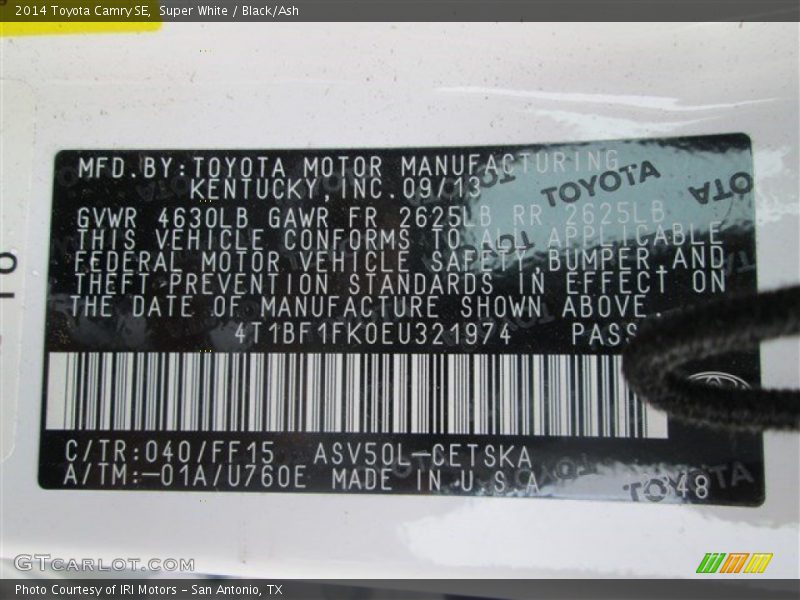 2014 Toyota Camry SE, Super White / Black/Ash
MFD.BY:TOYOTA MOTOR MANUFACTURING
KENTUCKY,INC. 09/13
GVWR 4630LB GAWR FR 2625LB RR 2625LB
THIS VEHICLE CONFORMS TO ALL APPLICABLE
FEDERAL MOTOR VEHICLE SAFETY,BUMPER,AND
THEFT PREVENTION STANDARDS IN EFFECT ON
THE DATE OF MANUFACTURE SHOWN ABOVE.
4T1BF1FK0EU321974 PASS
C/TR:040/FF15 ASV50L-CETSKA
A/TM:-01A/U760E MADE IN U.S.A
TOYOTA
GTCARLOT.COM
Photo Courtesy of IRI Motors – San Antonio, TX